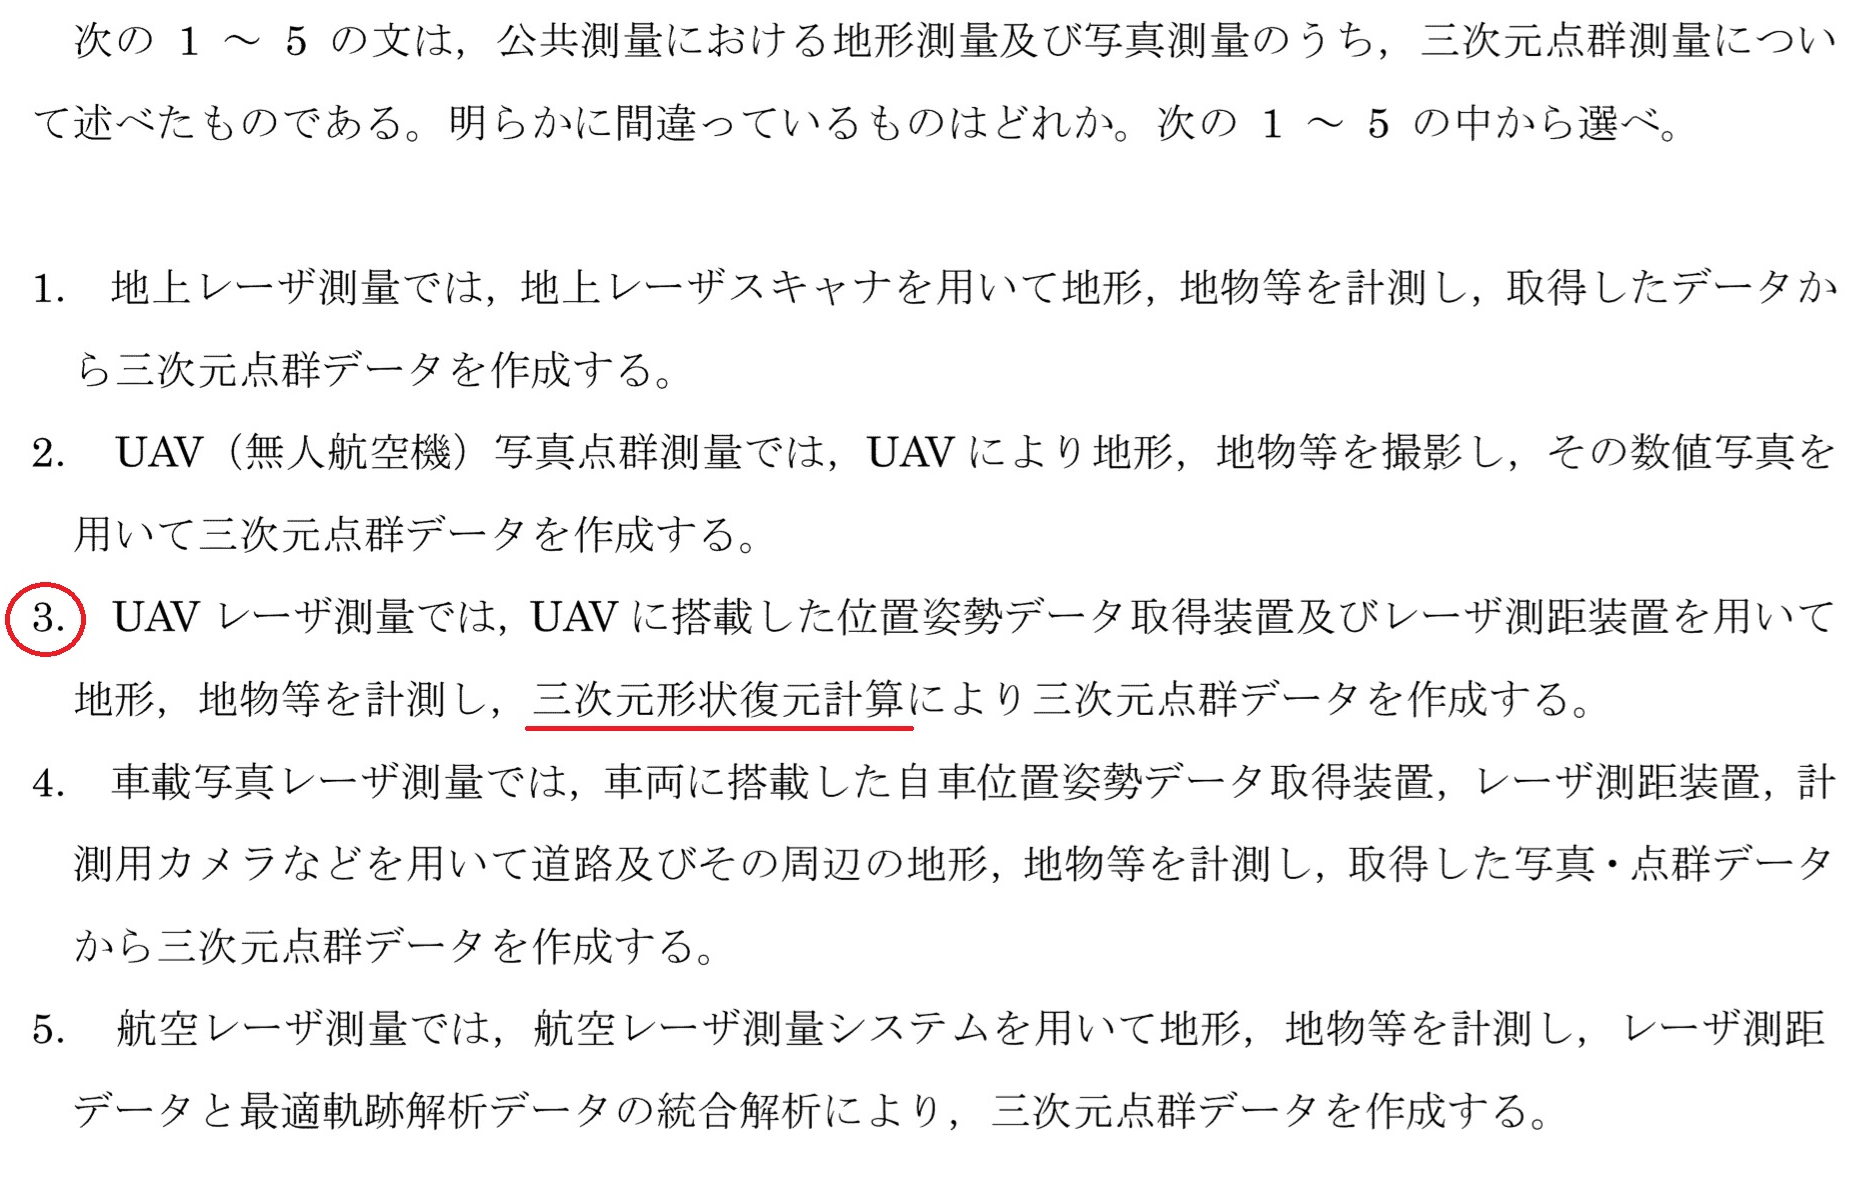 次の 1 ～ 5 の文は，公共測量における地形測量及び写真測量のうち，三次元点群測量につい
て述べたものである。明らかに間違っているものはどれか。次の 1 ～ 5 の中から選べ。
1. 地上レーザ測量では，地上レーザスキャナを用いて地形，地物等を計測し，取得したデータか
ら三次元点群データを作成する。
2. UAV（無人航空機）写真点群測量では，UAV により地形，地物等を撮影し，その数値写真を
用いて三次元点群データを作成する。
3. UAV レーザ測量では，UAV に搭載した位置姿勢データ取得装置及びレーザ測距装置を用いて
地形，地物等を計測し，三次元形状復元計算により三次元点群データを作成する。
4. 車載写真レーザ測量では，車両に搭載した自車位置姿勢データ取得装置，レーザ測距装置，計
測用カメラなどを用いて道路及びその周辺の地形，地物等を計測し，取得した写真・点群データ
から三次元点群データを作成する。
5. 航空レーザ測量では，航空レーザ測量システムを用いて地形，地物等を計測し，レーザ測距
データと最適軌跡解析データの統合解析により，三次元点群データを作成する。